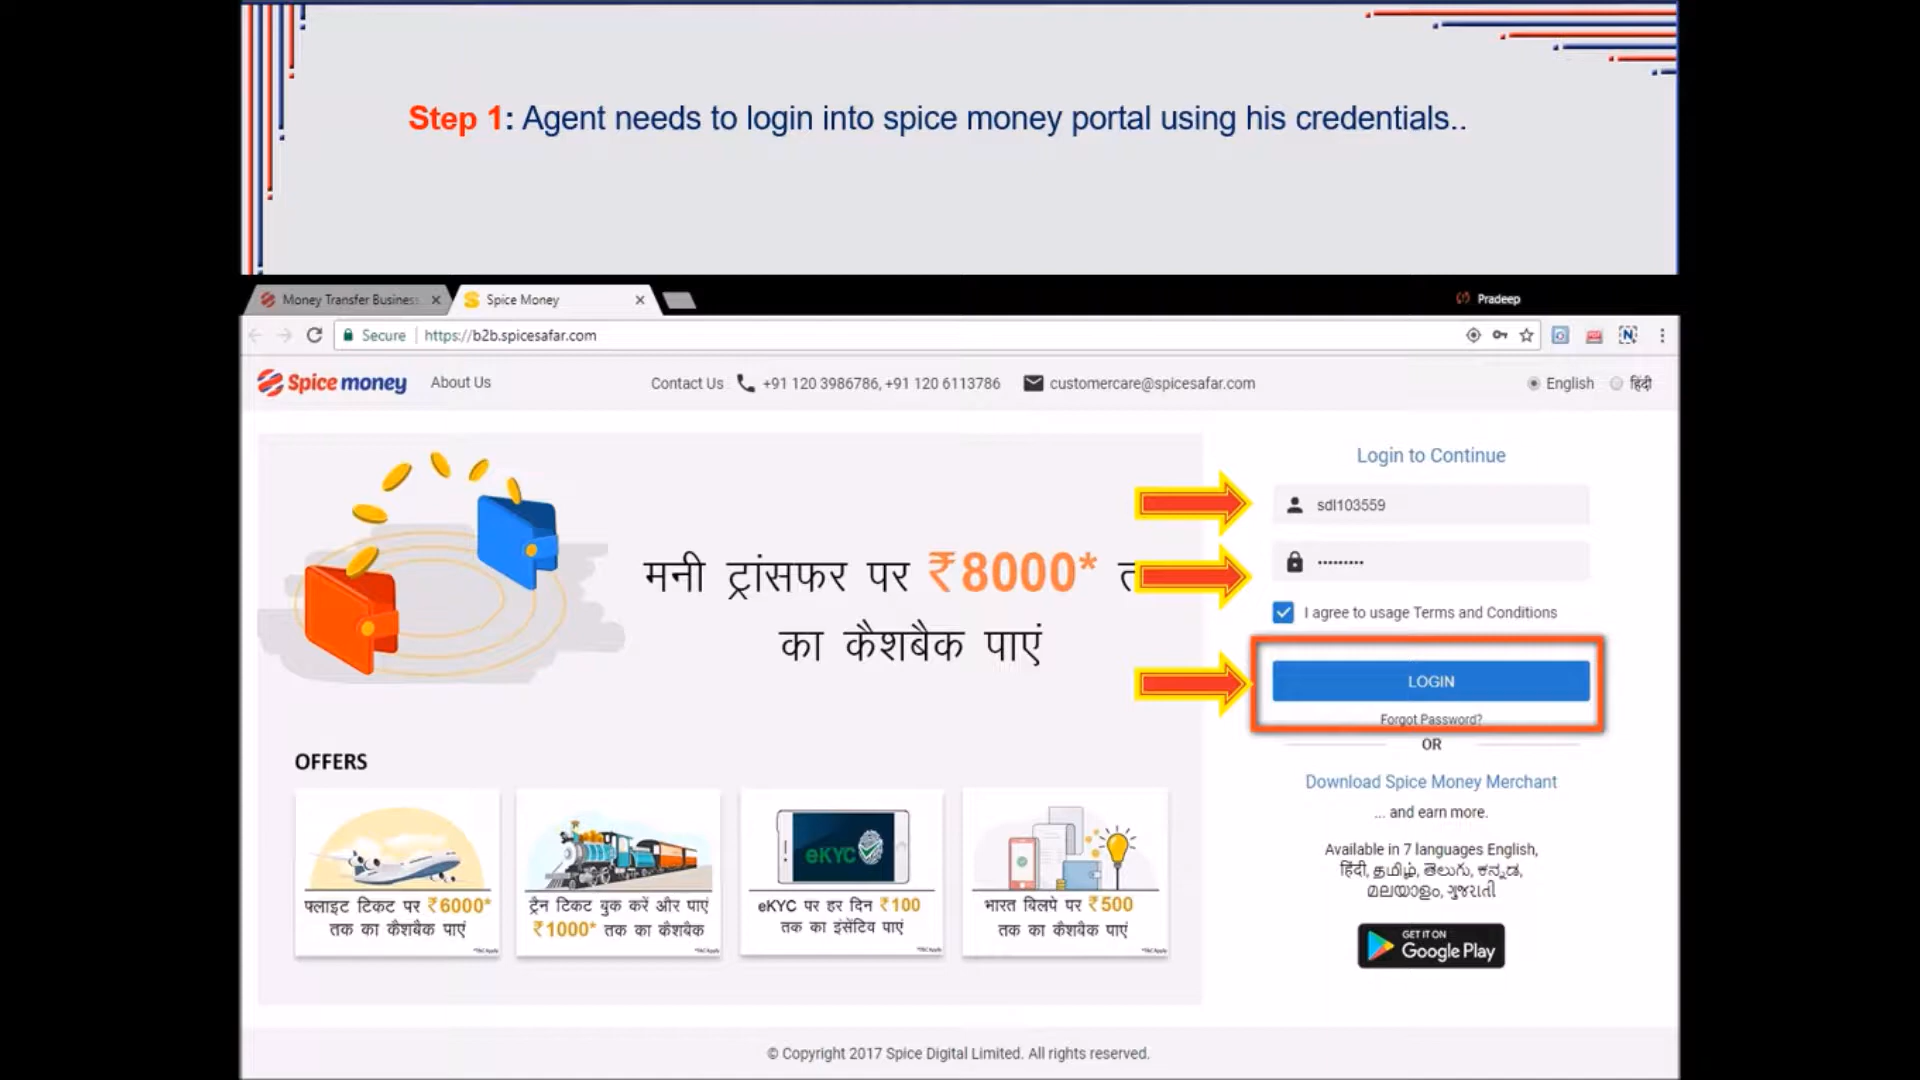 Step 1: Agent needs to login into spice money portal using his credentials..
Money Transfer Business
Spice Money
Pradeep
Secure
https://b2b.spicesafar.com
Spice money
About Us
Contact Us
+91 120 3986786, +91 120 6113786
customercare@spicesafar.com
English
हिंदी
Login to Continue
sdl103559
मनी ट्रांसफर पर ₹8000*
का कैशबैक पाएं
I agree to usage Terms and Conditions
LOGIN
Forgot Password?
OR
Download Spice Money Merchant
... and earn more.
Available in 7 languages English,
हिंदी, தமிழ், తెలుగు, ಕನ್ನಡ,
മലയാളം, ગુજરાતી
GET IT ON
Google Play
OFFERS
फ्लाइट टिकट पर ₹6000*
तक का कैशबैक पाएं
*T&C Apply
ट्रैन टिकट बुक करें और पाएं
₹1000* तक का कैशबैक
*T&C Apply
eKYC
eKYC पर हर दिन ₹100
तक का इंसेंटिव पाएं
*T&C Apply
भारत बिलपे पर ₹500
तक का कैशबैक पाएं
*T&C Apply
© Copyright 2017 Spice Digital Limited. All rights reserved.